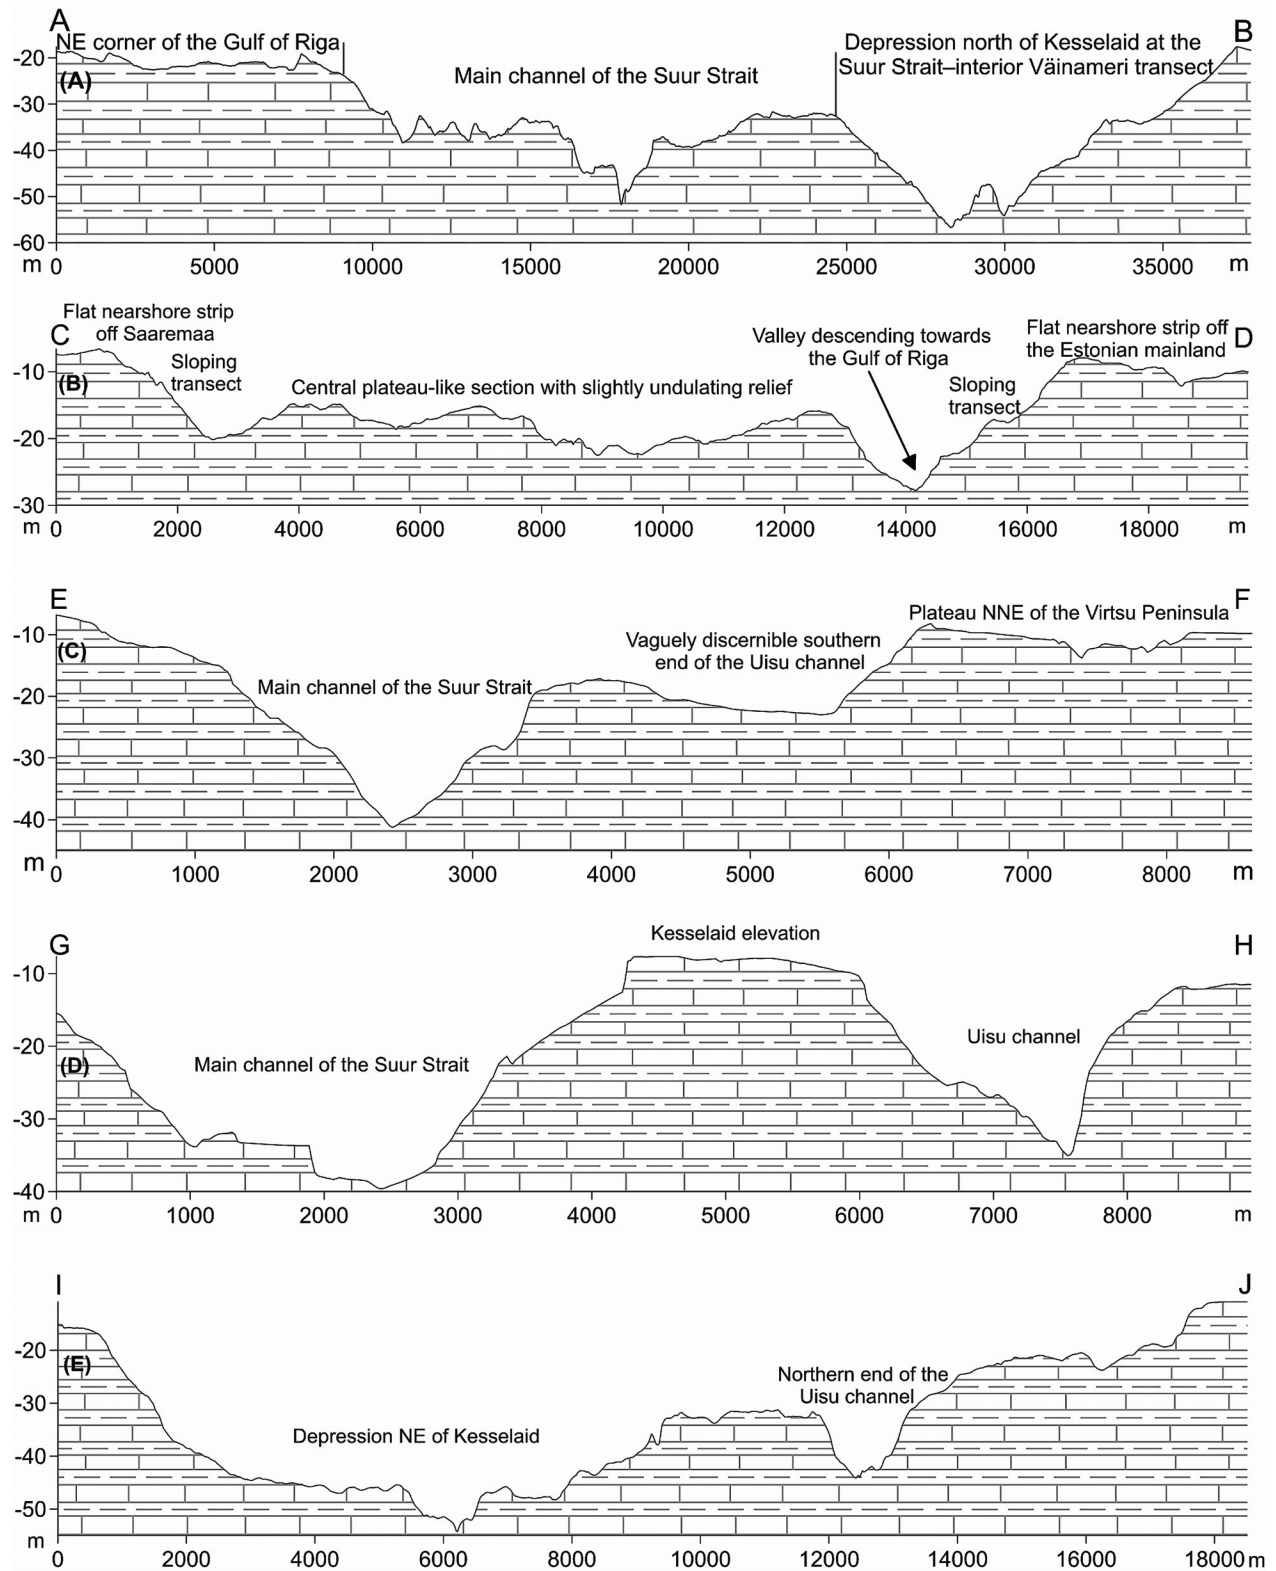 A
B
NE corner of the Gulf of Riga
Depression north of Kesselaid at the
Suur Strait–interior Väinameri transect
Main channel of the Suur Strait
(A)
-20
-30
-40
-50
-60
m 0 5000 10000 15000 20000 25000 30000 35000 m
Flat nearshore strip
off Saaremaa
C
Sloping
transect
Central plateau-like section with slightly undulating relief
Valley descending towards
the Gulf of Riga
Flat nearshore strip off
the Estonian mainland
D
Sloping
transect
(B)
-10
-20
-30
m 0 2000 4000 6000 8000 10000 12000 14000 16000 18000 m
E
F
Plateau NNE of the Virtsu Peninsula
Vaguely discernible southern
end of the Uisu channel
Main channel of the Suur Strait
(C)
-10
-20
-30
-40
m 0 1000 2000 3000 4000 5000 6000 7000 8000 m
G
H
Kesselaid elevation
Uisu channel
Main channel of the Suur Strait
(D)
-10
-20
-30
-40
m 0 1000 2000 3000 4000 5000 6000 7000 8000 m
I
J
Northern end of the
Uisu channel
Depression NE of Kesselaid
(E)
-20
-30
-40
-50
m
0 2000 4000 6000 8000 10000 12000 14000 16000 18000 m